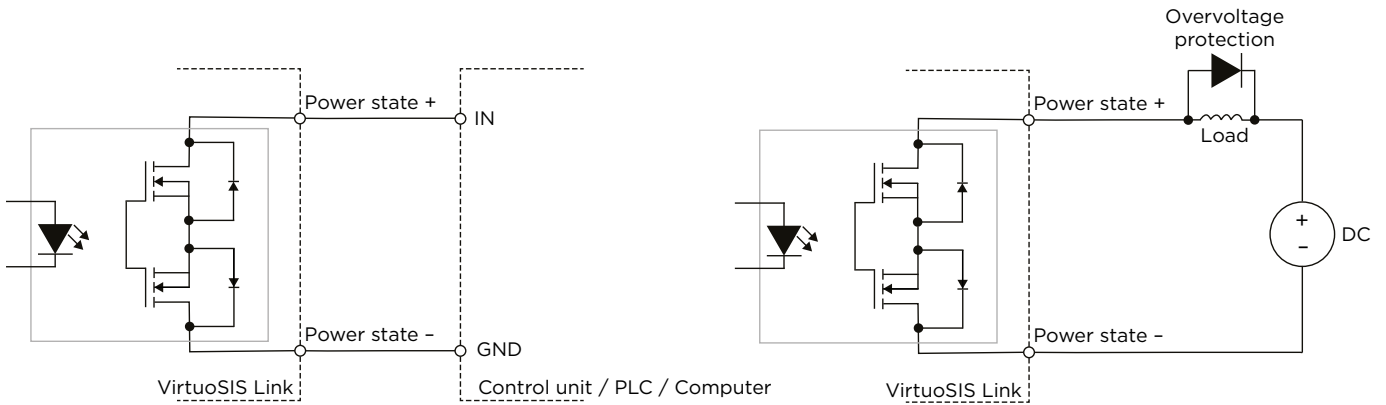 Overvoltage
protection
Power state +
IN
Power state +
Load
+
–
DC
Power state –
GND
Power state –
VirtuoSIS Link
Control unit / PLC / Computer
VirtuoSIS Link